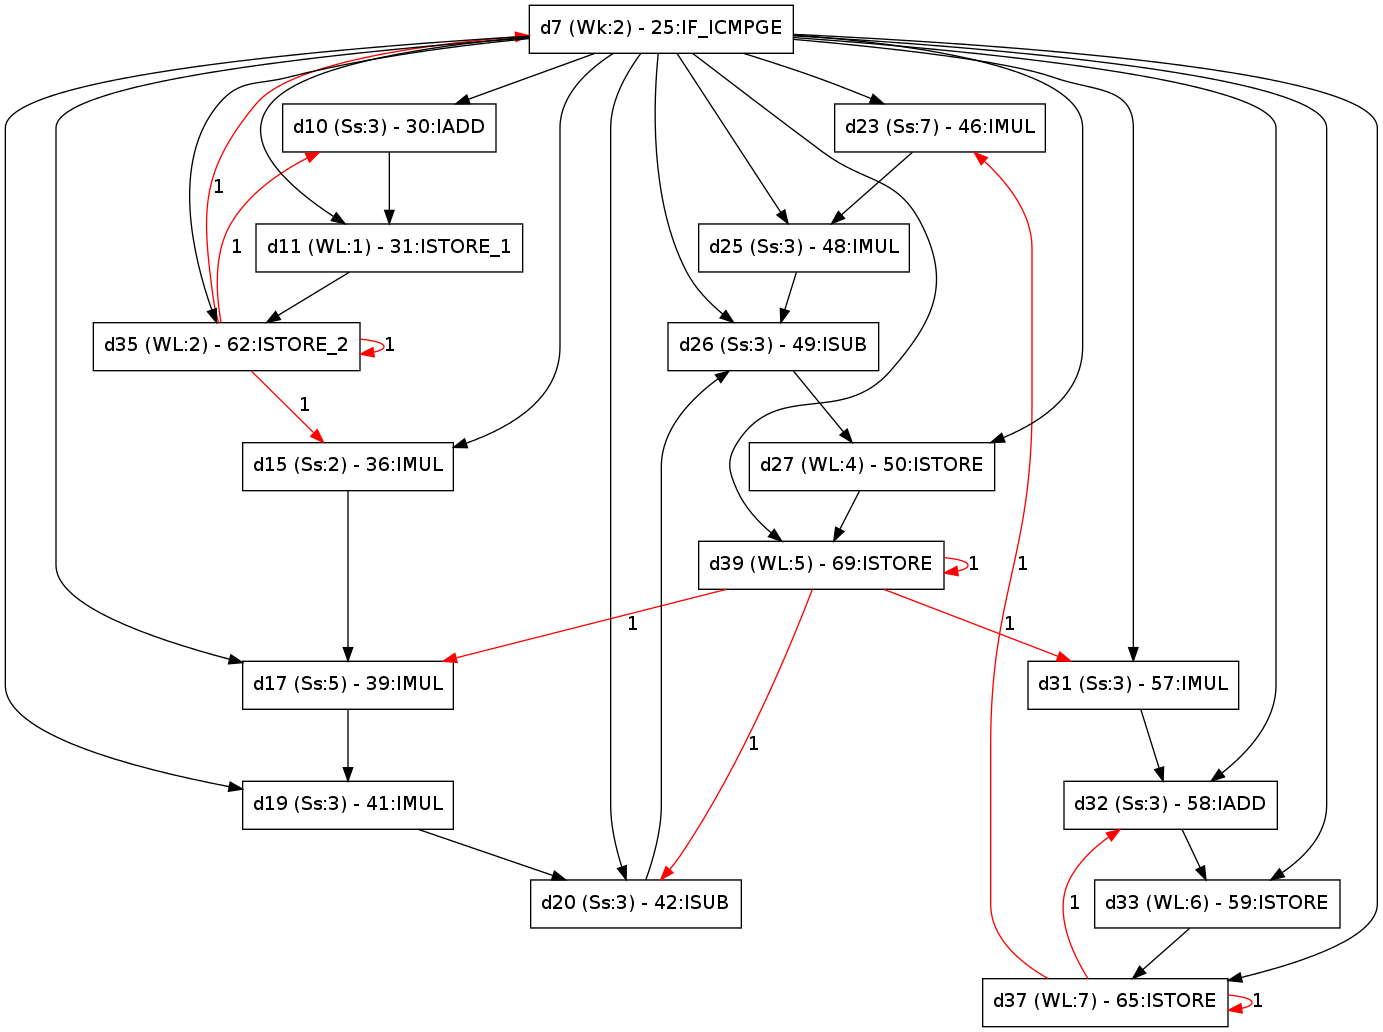 d7 (Wk:2) - 25:IF_ICMPGE
d10 (Ss:3) - 30:IADD
d23 (Ss:7) - 46:IMUL
1
1
d11 (WL:1) - 31:ISTORE_1
d25 (Ss:3) - 48:IMUL
d35 (WL:2) - 62:ISTORE_2
1
d26 (Ss:3) - 49:ISUB
1
d15 (Ss:2) - 36:IMUL
d27 (WL:4) - 50:ISTORE
d39 (WL:5) - 69:ISTORE
1
1
1
1
d17 (Ss:5) - 39:IMUL
d31 (Ss:3) - 57:IMUL
1
d19 (Ss:3) - 41:IMUL
d32 (Ss:3) - 58:IADD
d20 (Ss:3) - 42:ISUB
1
d33 (WL:6) - 59:ISTORE
d37 (WL:7) - 65:ISTORE
1